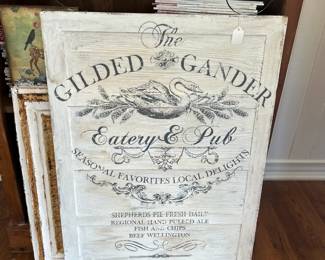 The
GILDED GANDER
Eatery & Pub
SEASONAL FAVORITES LOCAL DELIGHTS
SHEPHERDS PIE FRESH DAILY
REGIONAL HAND PULLED ALE
FISH AND CHIPS
BEEF WELLINGTON